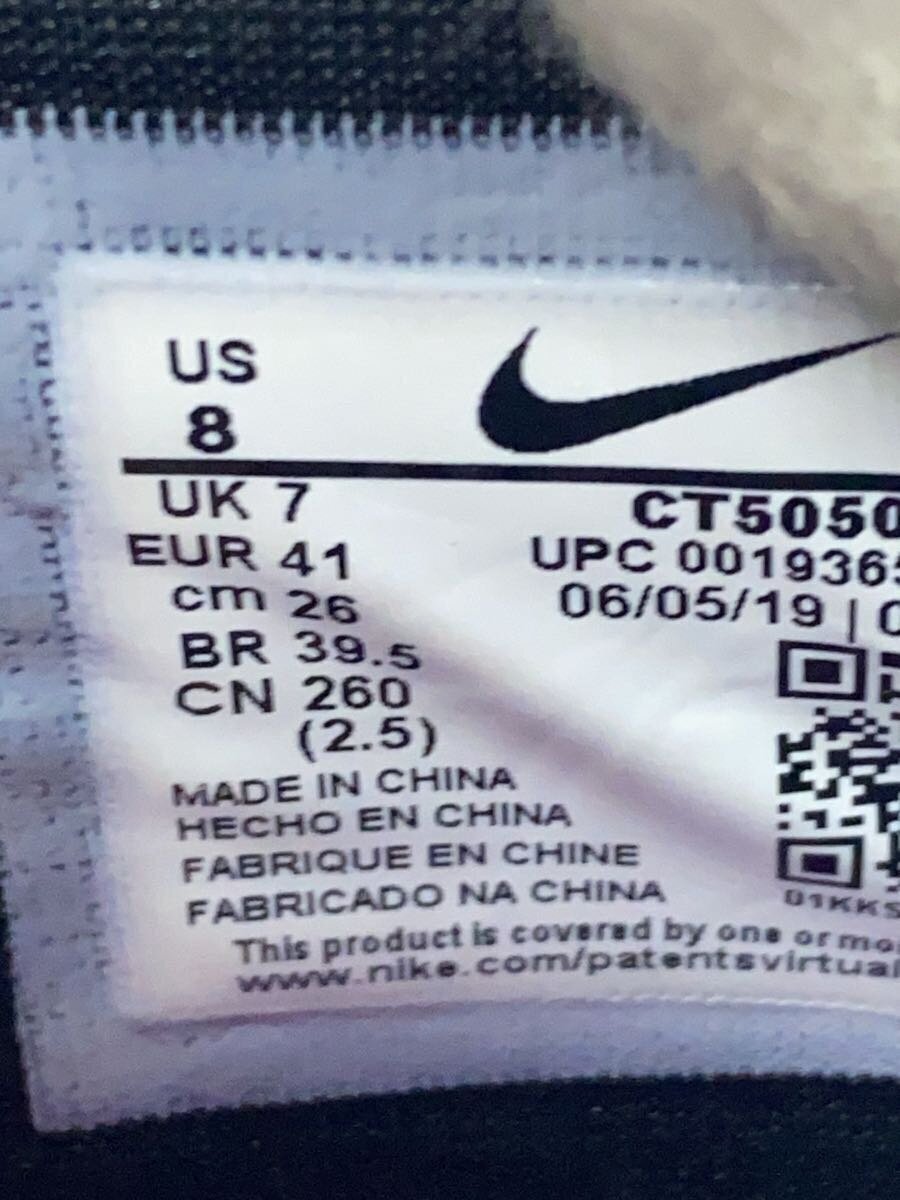 US
8
UK 7
EUR 41
cm 26
BR 39.5
CN 260
(2.5)
MADE IN CHINA
HECHO EN CHINA
FABRIQUE EN CHINE
FABRICADO NA CHINA
This product is covered by one or mo
www.nike.com/patentsvirtual
CT5050
UPC 0019365
06/05/19 | 0
01KKS